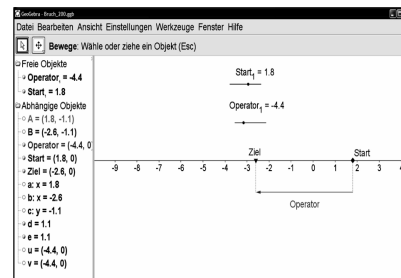 GeoGebra - Bruch_200.ggb
Datei Bearbeiten Ansicht Einstellungen Werkzeuge Fenster Hilfe
Bewege: Wähle oder ziehe ein Objekt (Esc)
Freie Objekte
Operator₁ = -4.4
Start₁ = 1.8
Abhängige Objekte
A = (1.8, -1.1)
B = (-2.6, -1.1)
Operator = (-4.4, 0)
Start = (1.8, 0)
Ziel = (-2.6, 0)
a: x = 1.8
b: x = -2.6
c: y = -1.1
d = 1.1
e = 1.1
u = (-4.4, 0)
v = (-4.4, 0)
Start₁ = 1.8
Operator₁ = -4.4
Ziel Start
-9 -8 -7 -6 -5 -4 -3 -2 -1 0 1 2 3 4
Operator